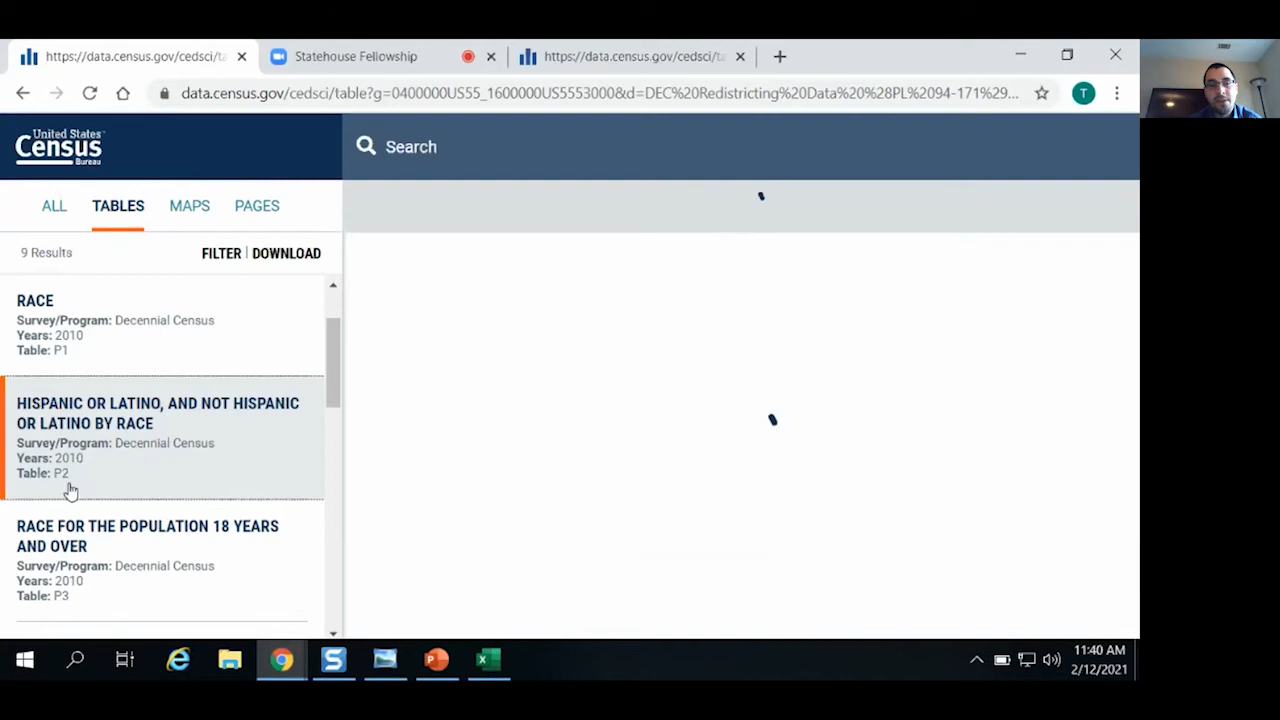 https://data.census.gov/cedsci/ta
Statehouse Fellowship
https://data.census.gov/cedsci/ta
data.census.gov/cedsci/table?g=0400000US55_1600000US5553000&d=DEC%20Redistricting%20Data%20%28PL%2094-171%29...
T
United States®
Census
Bureau
Search
ALL
TABLES
MAPS
PAGES
9 Results
FILTER | DOWNLOAD
RACE
Survey/Program: Decennial Census
Years: 2010
Table: P1
HISPANIC OR LATINO, AND NOT HISPANIC
OR LATINO BY RACE
Survey/Program: Decennial Census
Years: 2010
Table: P2
RACE FOR THE POPULATION 18 YEARS
AND OVER
Survey/Program: Decennial Census
Years: 2010
Table: P3
11:40 AM
2/12/2021